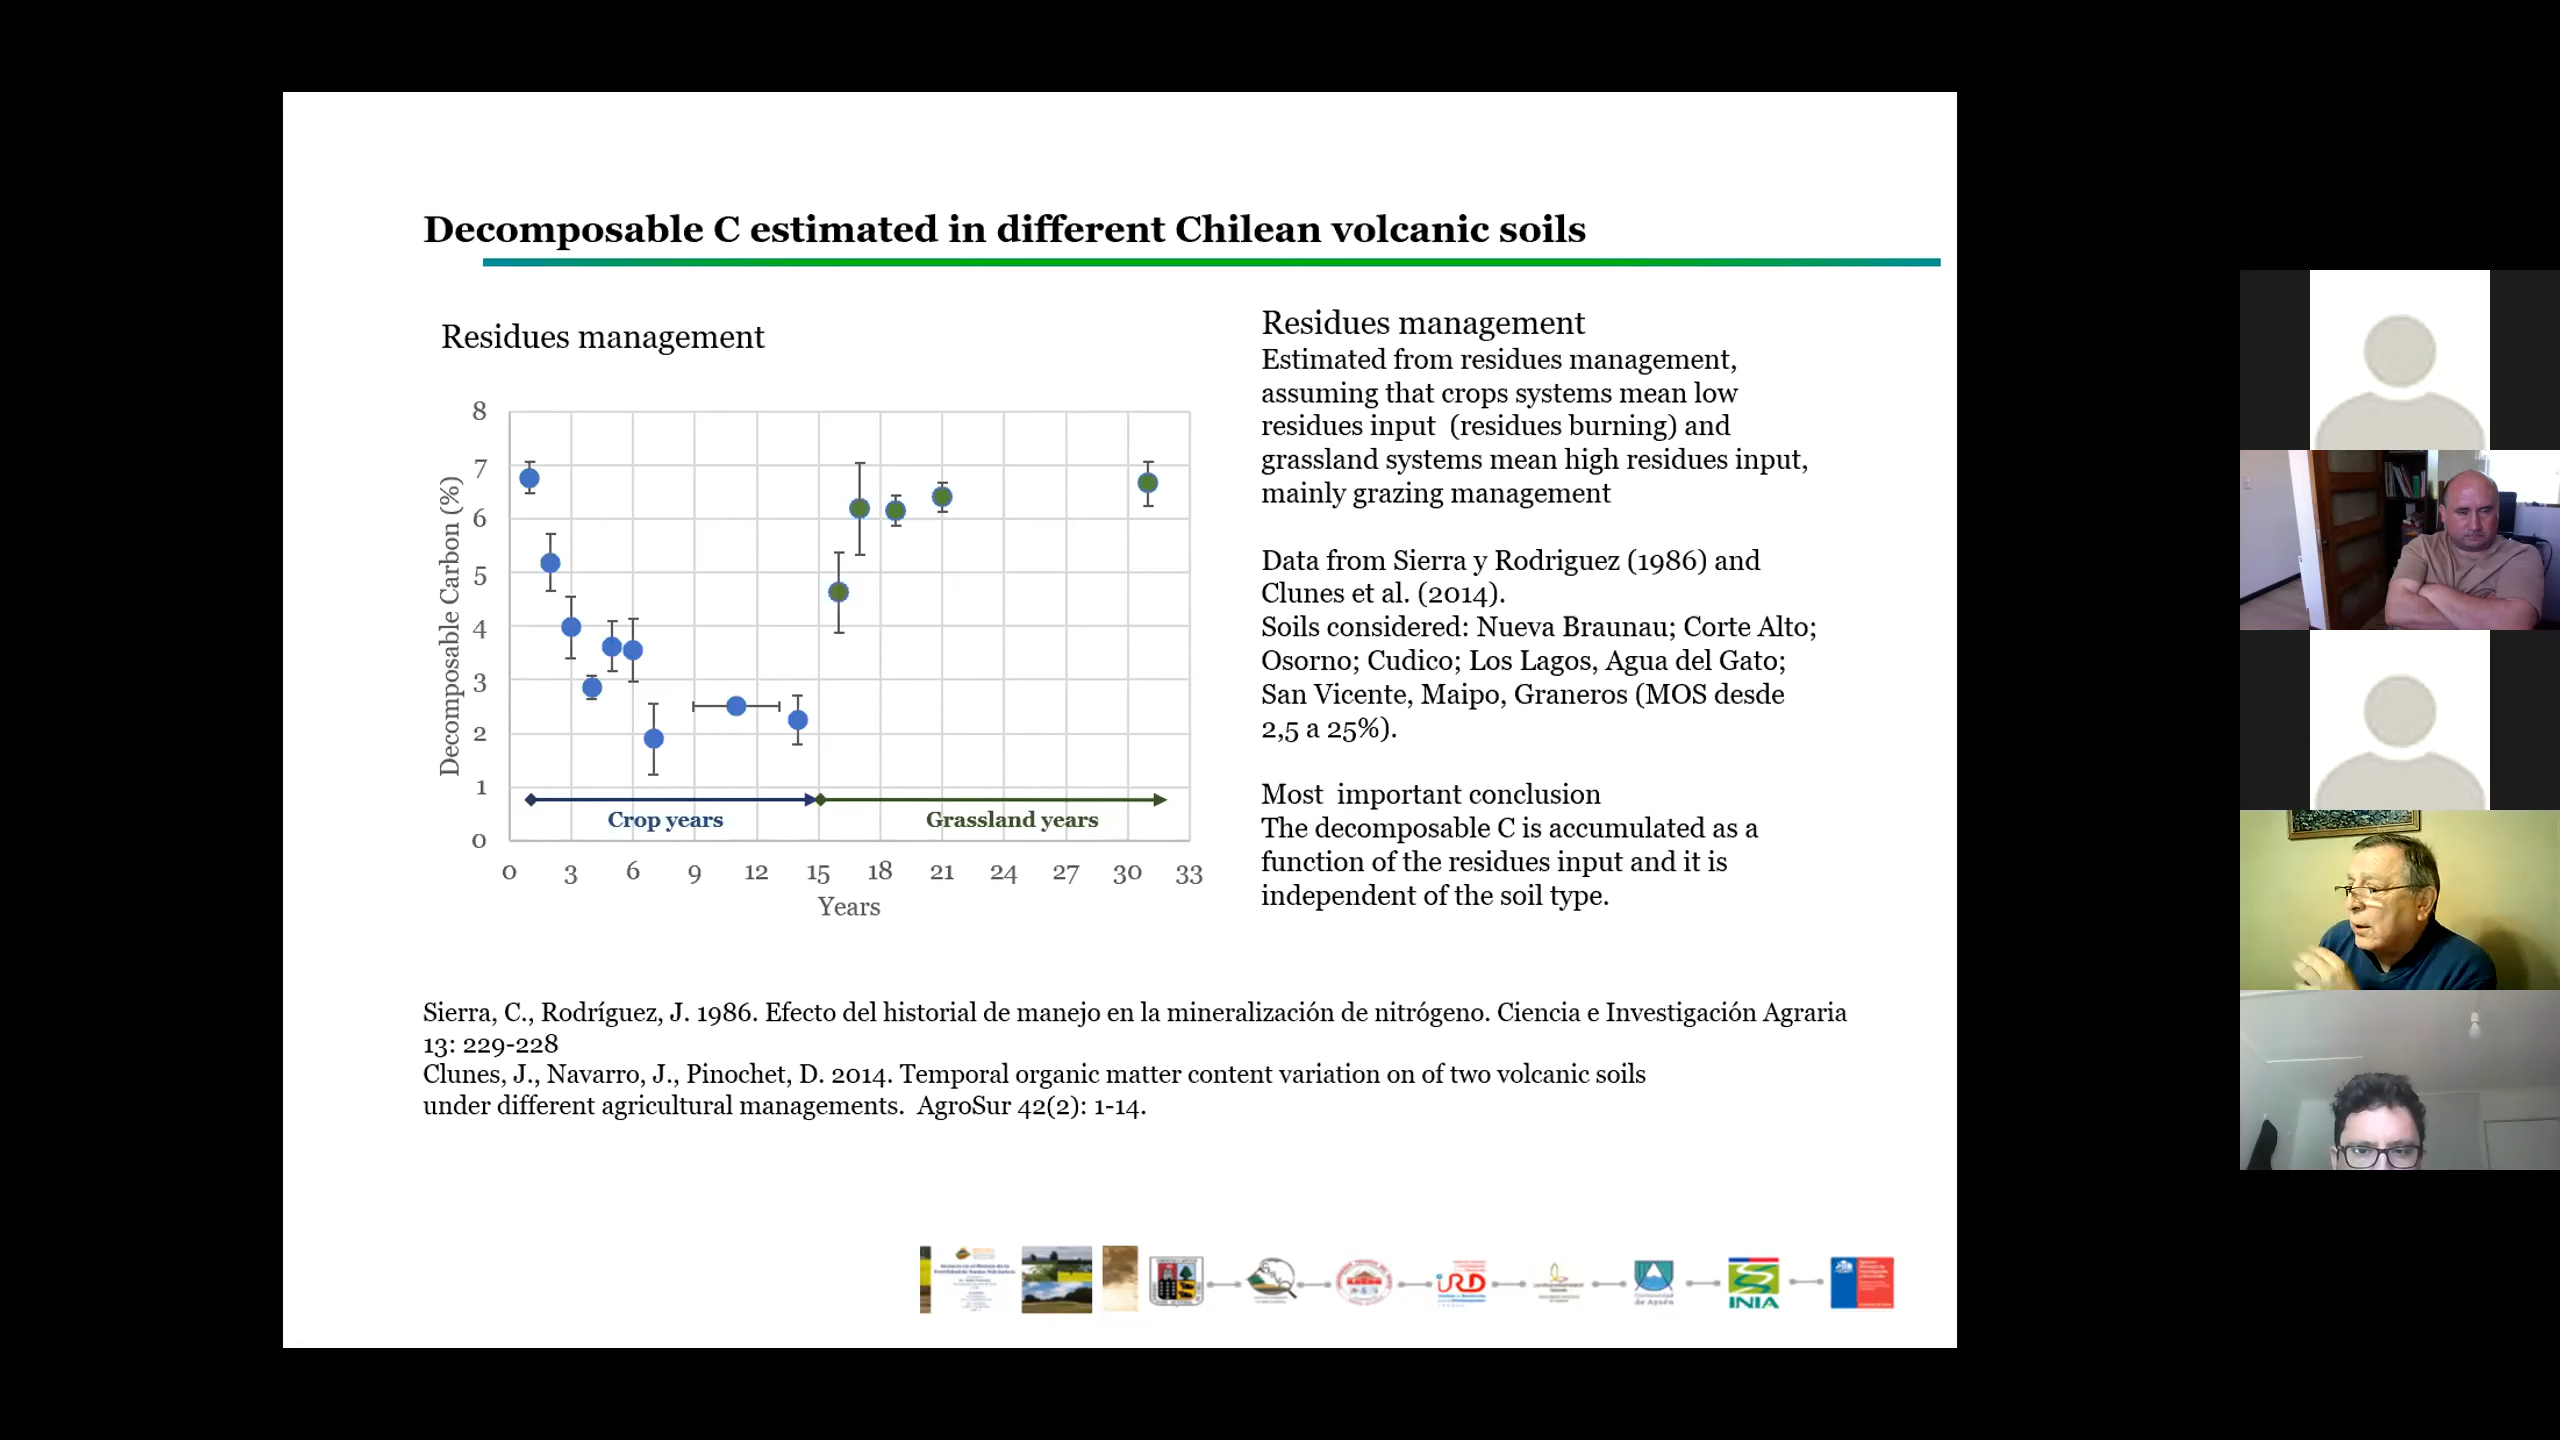 Decomposable C estimated in different Chilean volcanic soils
Residues management
Decomposable Carbon (%)
8
7
6
5
4
3
2
1
0
Crop years
Grassland years
0 3 6 9 12 15 18 21 24 27 30 33
Years
Residues management
Estimated from residues management,
assuming that crops systems mean low
residues input (residues burning) and
grassland systems mean high residues input,
mainly grazing management
Data from Sierra y Rodriguez (1986) and
Clunes et al. (2014).
Soils considered: Nueva Braunau; Corte Alto;
Osorno; Cudico; Los Lagos, Agua del Gato;
San Vicente, Maipo, Graneros (MOS desde
2,5 a 25%).
Most important conclusion
The decomposable C is accumulated as a
function of the residues input and it is
independent of the soil type.
Sierra, C., Rodríguez, J. 1986. Efecto del historial de manejo en la mineralización de nitrógeno. Ciencia e Investigación Agraria
13: 229-228
Clunes, J., Navarro, J., Pinochet, D. 2014. Temporal organic matter content variation on of two volcanic soils
under different agricultural managements. AgroSur 42(2): 1-14.
IRD
de Aysén
INIA